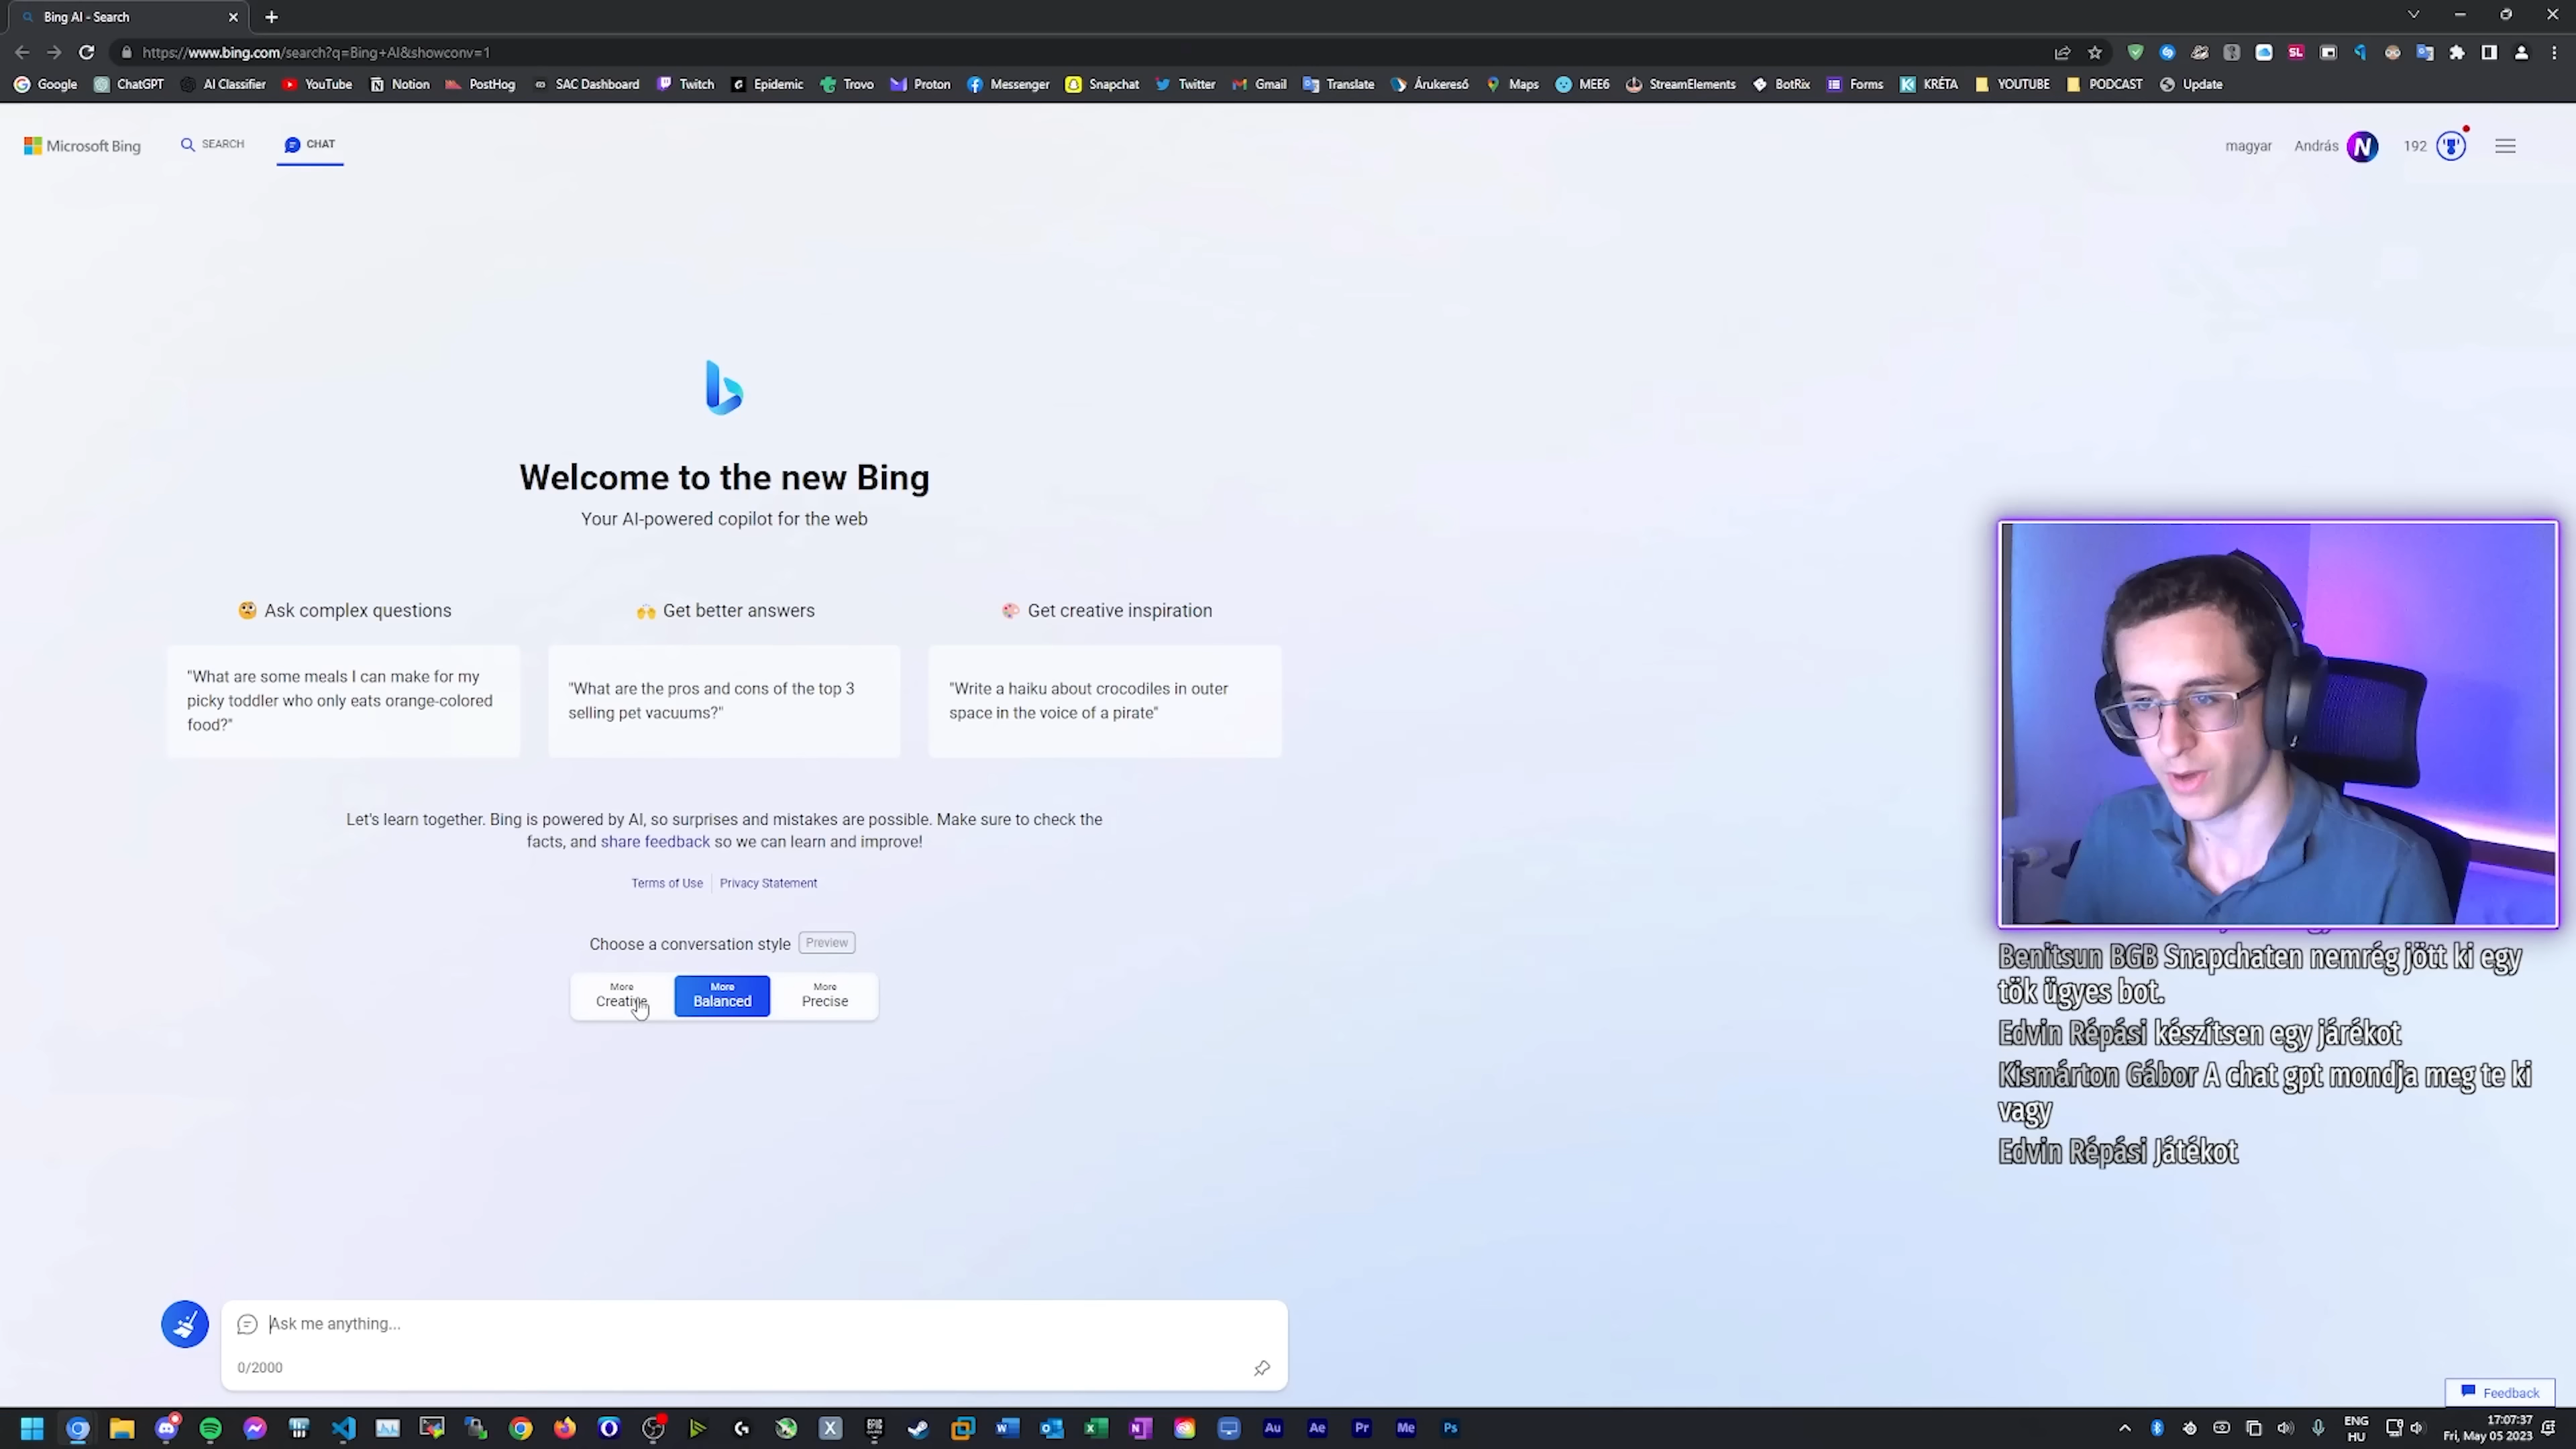 Bing AI - Search
https://www.bing.com/search?q=Bing+AI&showconv=1
Google ChatGPT AI Classifier YouTube Notion PostHog SAC Dashboard Twitch Epidemic Trovo Proton Messenger Snapchat Twitter Gmail Translate Árukereső Maps MEE6 StreamElements BotRix Forms KRÉTA YOUTUBE PODCAST Update
Microsoft Bing SEARCH CHAT magyar András N 192
Welcome to the new Bing
Your AI-powered copilot for the web
Ask complex questions
"What are some meals I can make for my
picky toddler who only eats orange-colored
food?"
Get better answers
"What are the pros and cons of the top 3
selling pet vacuums?"
Get creative inspiration
"Write a haiku about crocodiles in outer
space in the voice of a pirate"
Let's learn together. Bing is powered by AI, so surprises and mistakes are possible. Make sure to check the
facts, and share feedback so we can learn and improve!
Terms of Use Privacy Statement
Choose a conversation style Preview
More
Creative
More
Balanced
More
Precise
Benitsun BGB Snapchaten nemrég jött ki egy
tök ügyes bot.
Edvin Répási készítsen egy járékot
Kismárton Gábor A chat gpt mondja meg te ki
vagy
Edvin Répási Játékot
Ask me anything...
0/2000
Feedback
Au Ae Pr Me Ps
ENG
HU
17:07:37
Fri, May 05 2023